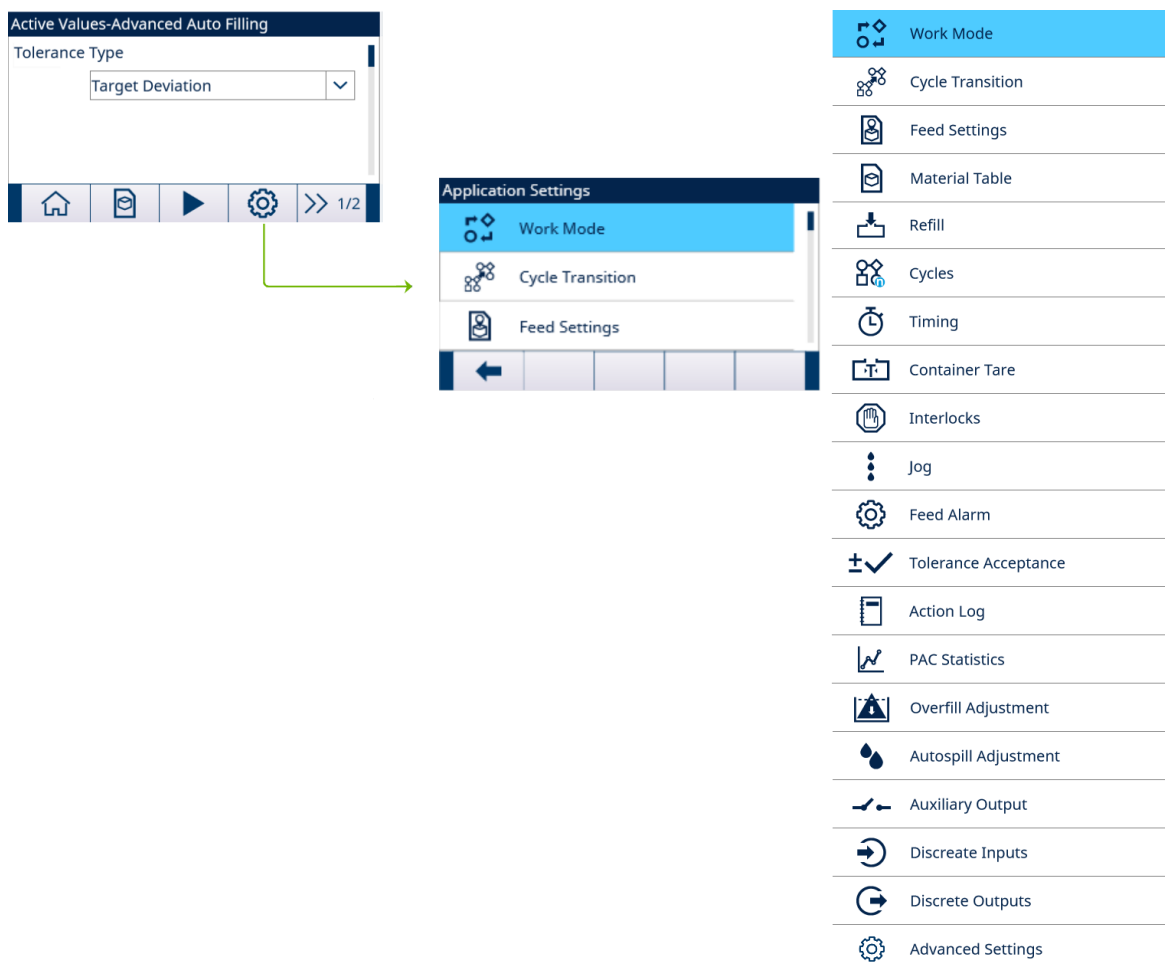 Active Values-Advanced Auto Filling
Tolerance Type
Target Deviation
1/2
Application Settings
Work Mode
Cycle Transition
Feed Settings
Work Mode
Cycle Transition
Feed Settings
Material Table
Refill
Cycles
Timing
T
Container Tare
Interlocks
Jog
Feed Alarm
Tolerance Acceptance
Action Log
PAC Statistics
Overfill Adjustment
Autospill Adjustment
Auxiliary Output
Discreate Inputs
Discrete Outputs
Advanced Settings